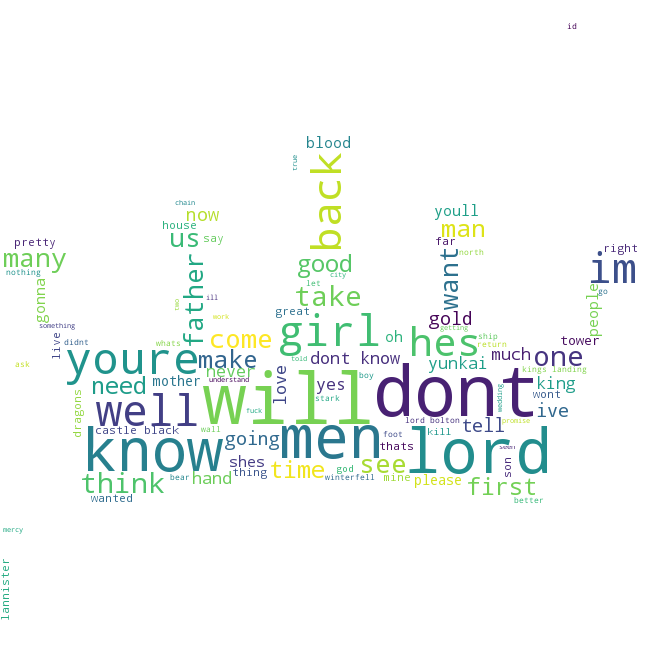 id
blood
back
true
chain
now
us
house
say
youll
man
far
north
want
pretty
many
nothing
gonna
right
im
go
people
good
city
let
take
father
ill
great
work
something
live
didnt
whats
come
girl
oh
hes
gold
getting
ship
return
tower
youre
make
never
told
dont know
yunkai
much
one
kings landing
ask
need
mother
understand
love
yes
boy
stark
will
dont
wedding
king
wont
ive
dragons
well
fuck
wall
castle black
lord bolton
tell
promise
know
going
men
foot
thats
skill
lord
seen
son
shes
thing
time
god
see
think
bear
hand
winterfell
mine
please
first
better
wanted
mercy
lannister